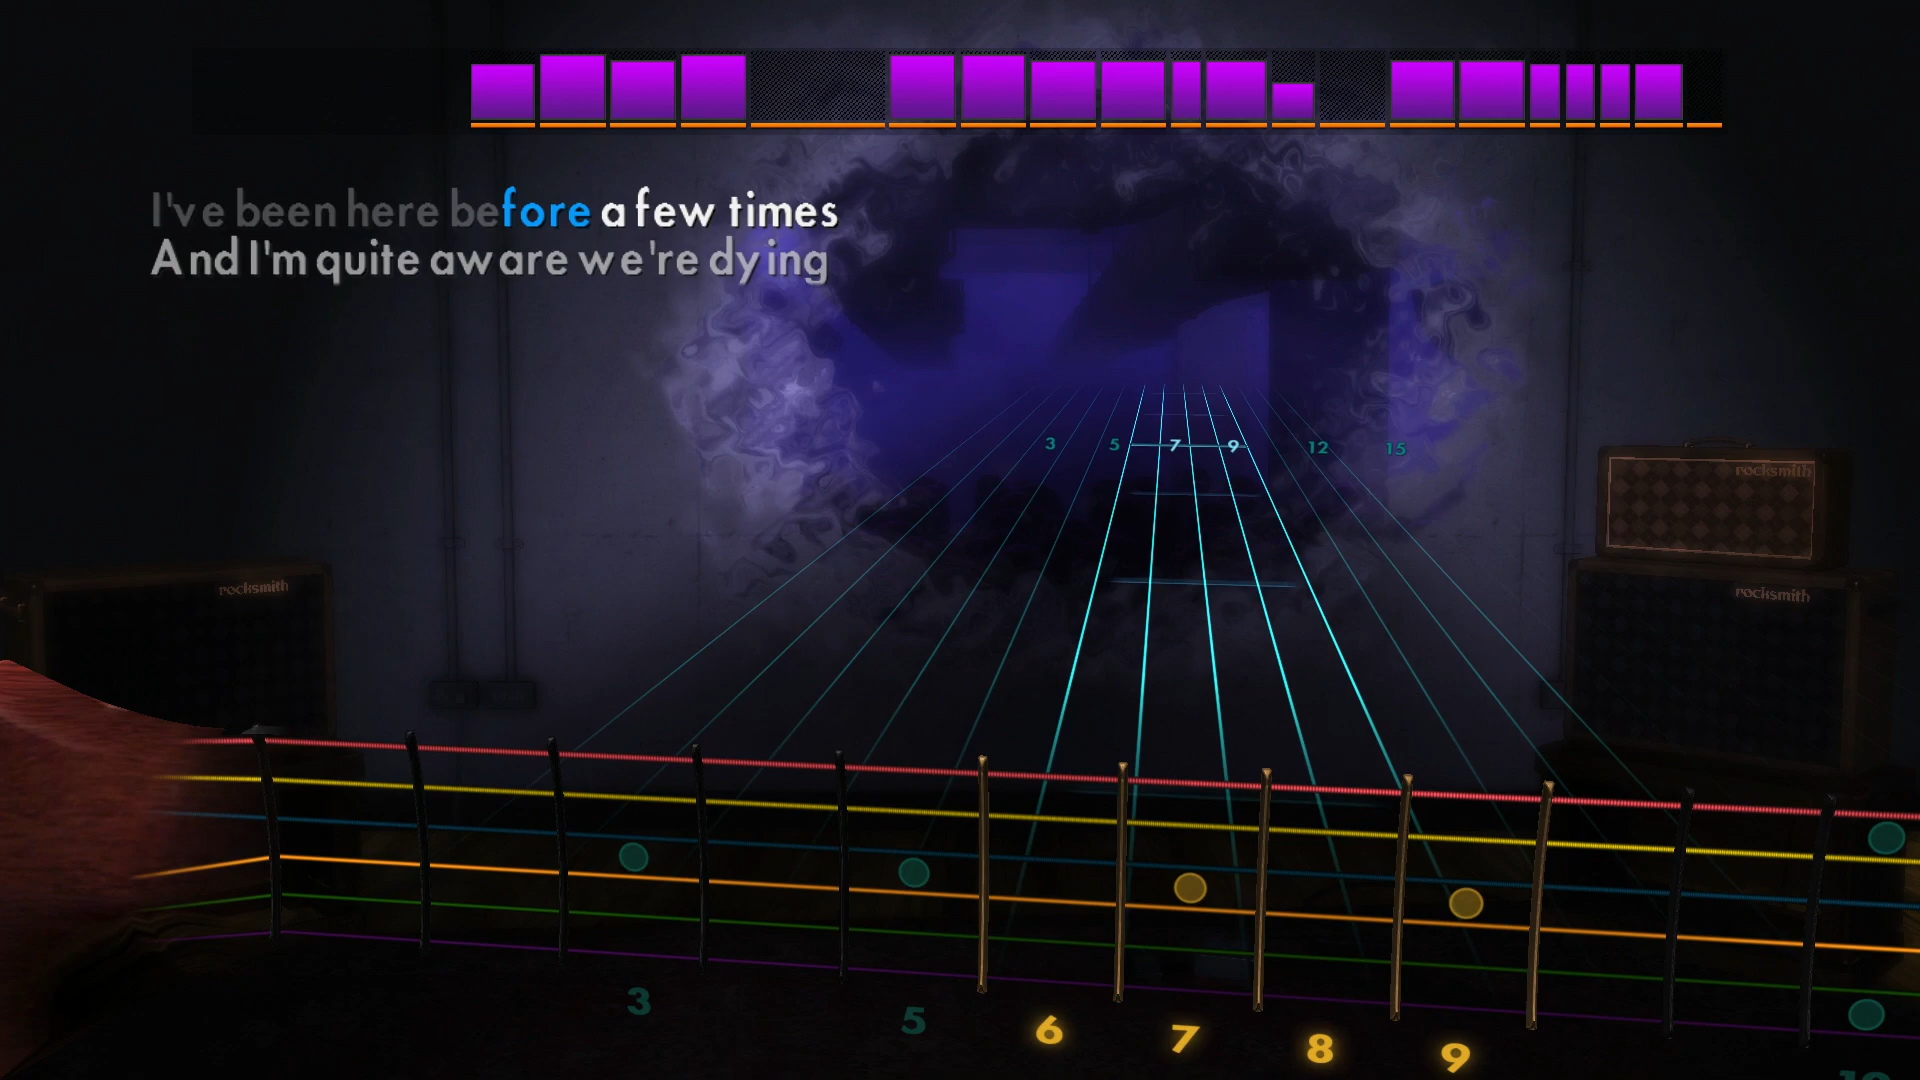 I've been here before a few times
And I'm quite aware we're dying
3 5 7 9 12 15
rocksmith
rocksmith
rocksmith
3 5 6 7 8 9